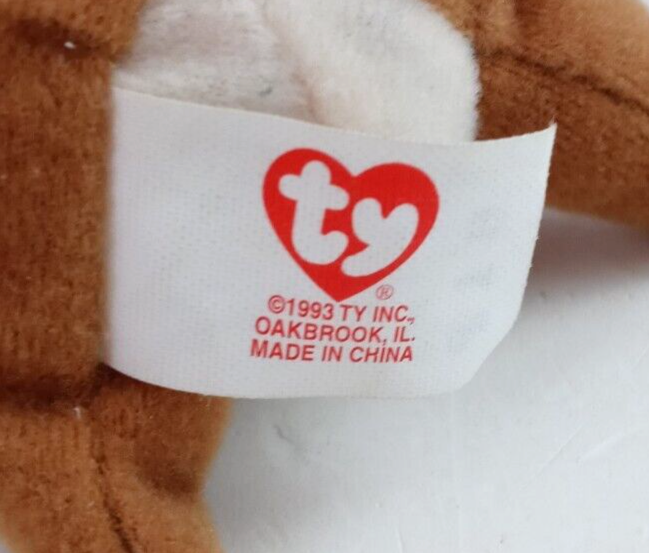 ty
®
©1993 TY INC.,
OAKBROOK, IL.
MADE IN CHINA